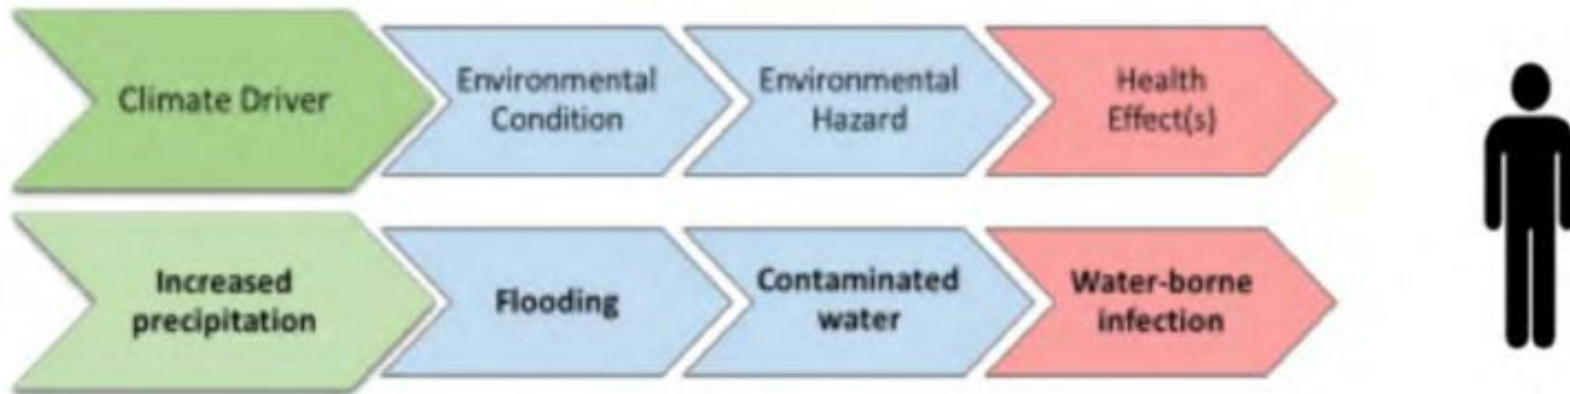 Climate Driver
Environmental
Condition
Environmental
Hazard
Health
Effect(s)
Increased
precipitation
Flooding
Contaminated
water
Water-borne
infection